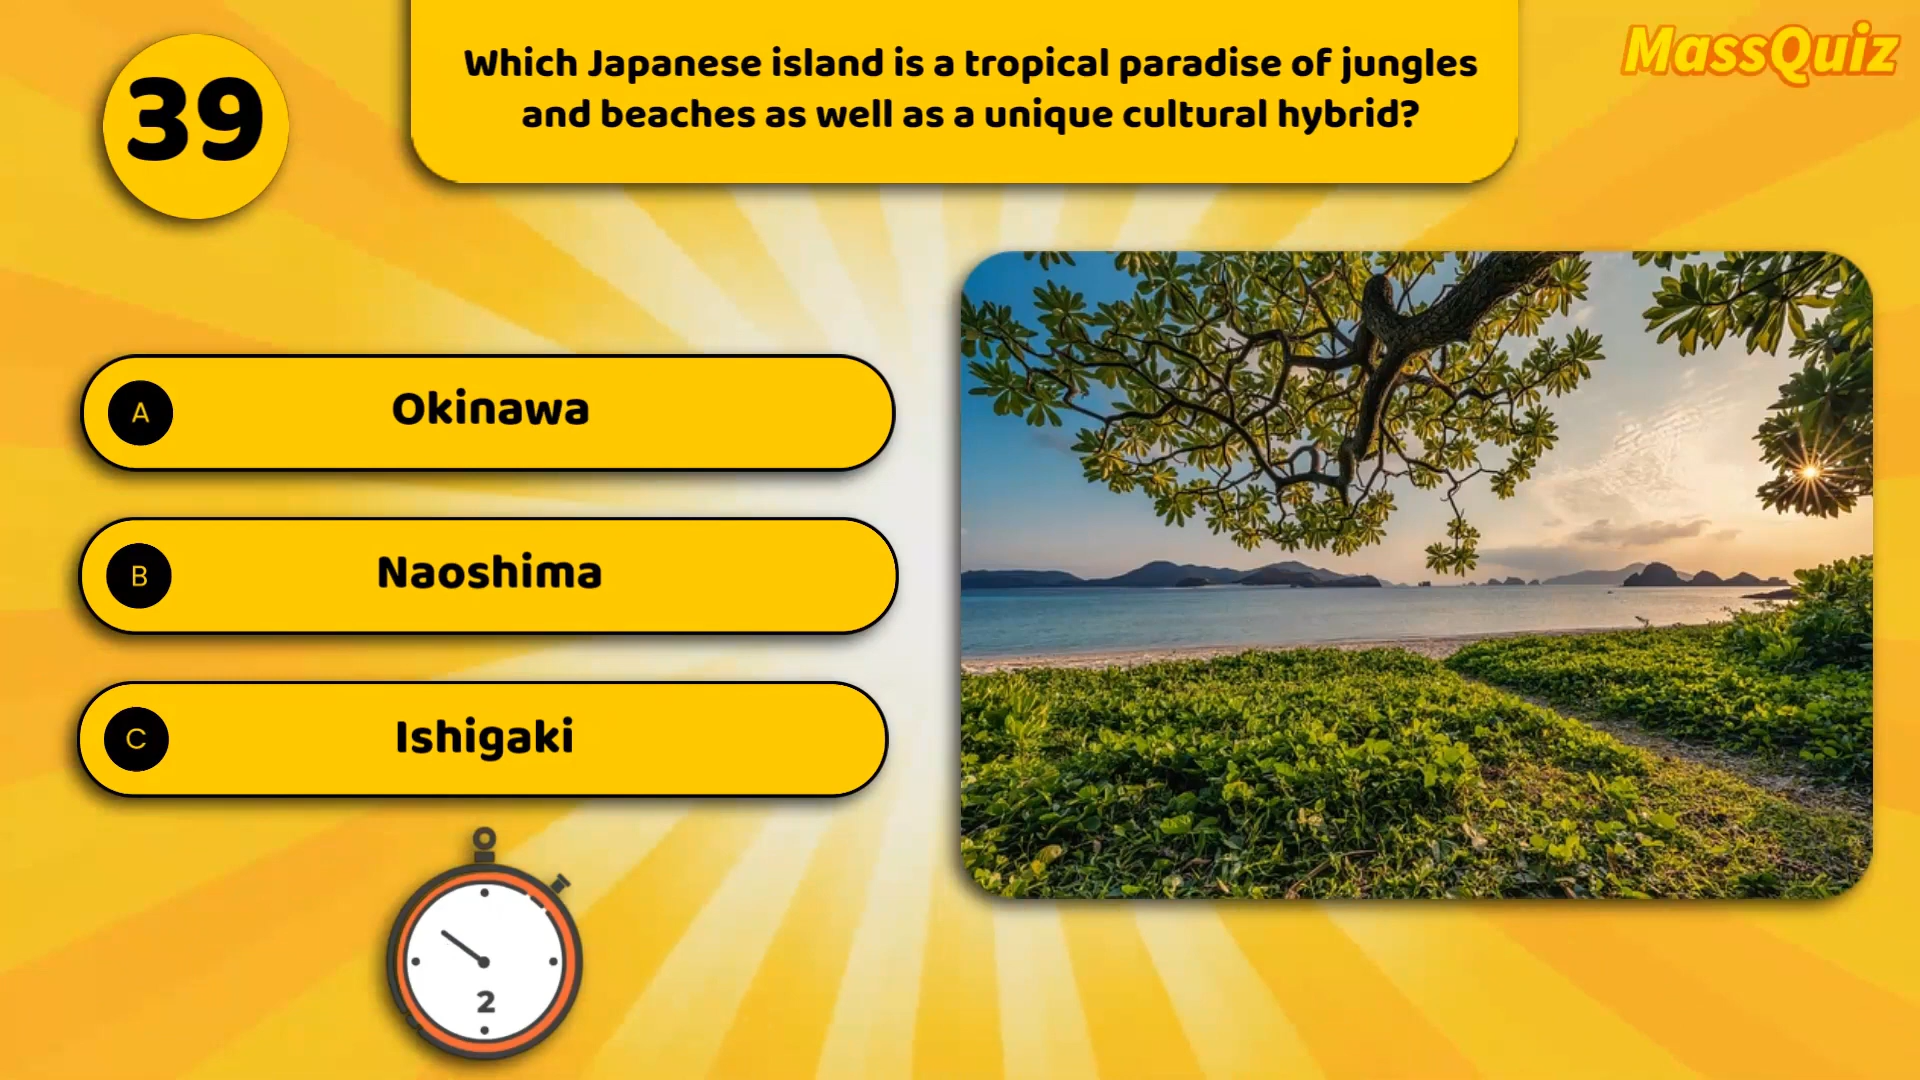 39
Which Japanese island is a tropical paradise of jungles
and beaches as well as a unique cultural hybrid?
MassQuiz
A Okinawa
B Naoshima
C Ishigaki
2